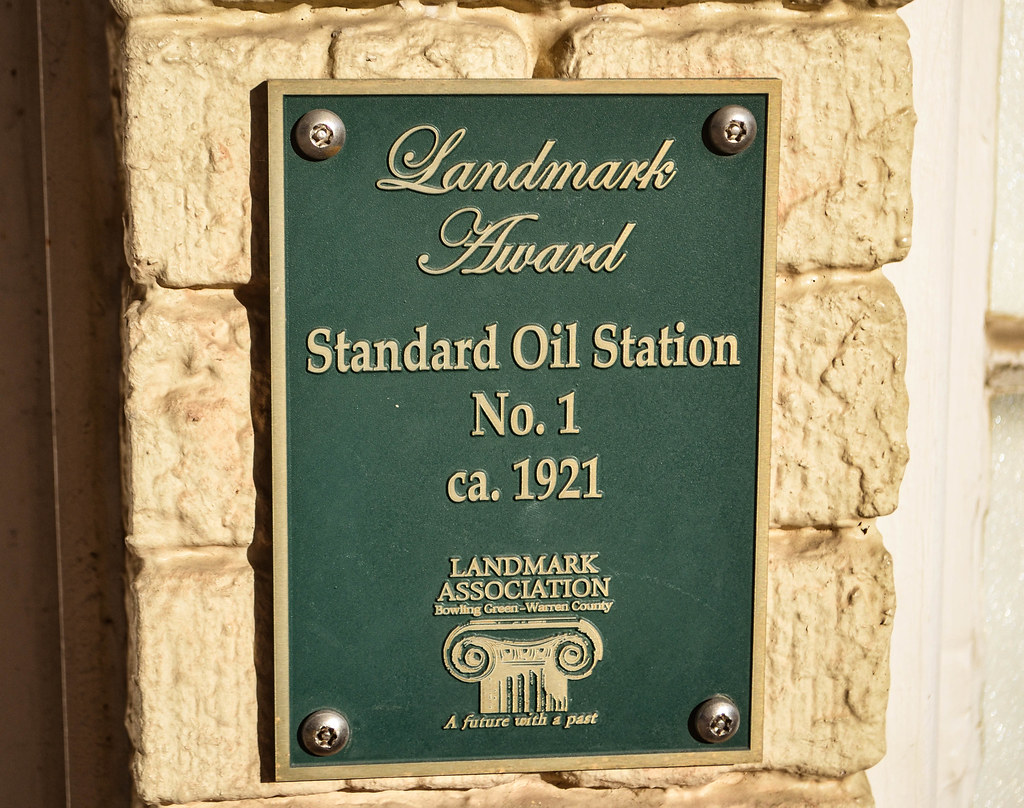 Landmark
Award
Standard Oil Station
No. 1
ca. 1921
LANDMARK
ASSOCIATION
Bowling Green-Warren County
A future with a past